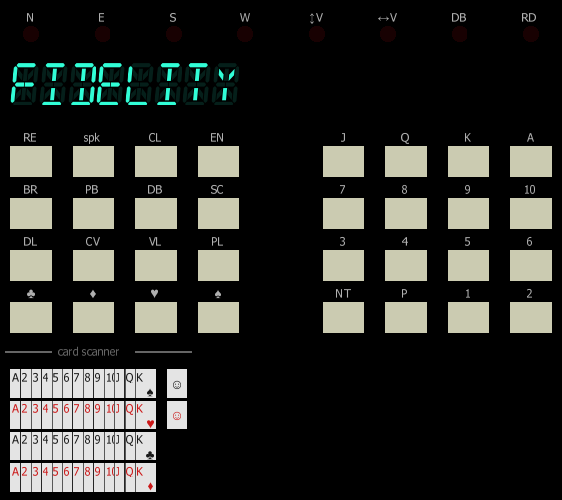 N E S W ↕V ↔V DB RD
FIDELITY
RE spk CL EN J Q K A
BR PB DB SC 7 8 9 10
DL CV VL PL 3 4 5 6
♣ ♦ ♥ ♠ NT P 1 2
card scanner
A 2 3 4 5 6 7 8 9 10 J Q K ♠ ☺
A 2 3 4 5 6 7 8 9 10 J Q K ♥ ☺
A 2 3 4 5 6 7 8 9 10 J Q K ♣
A 2 3 4 5 6 7 8 9 10 J Q K ♦